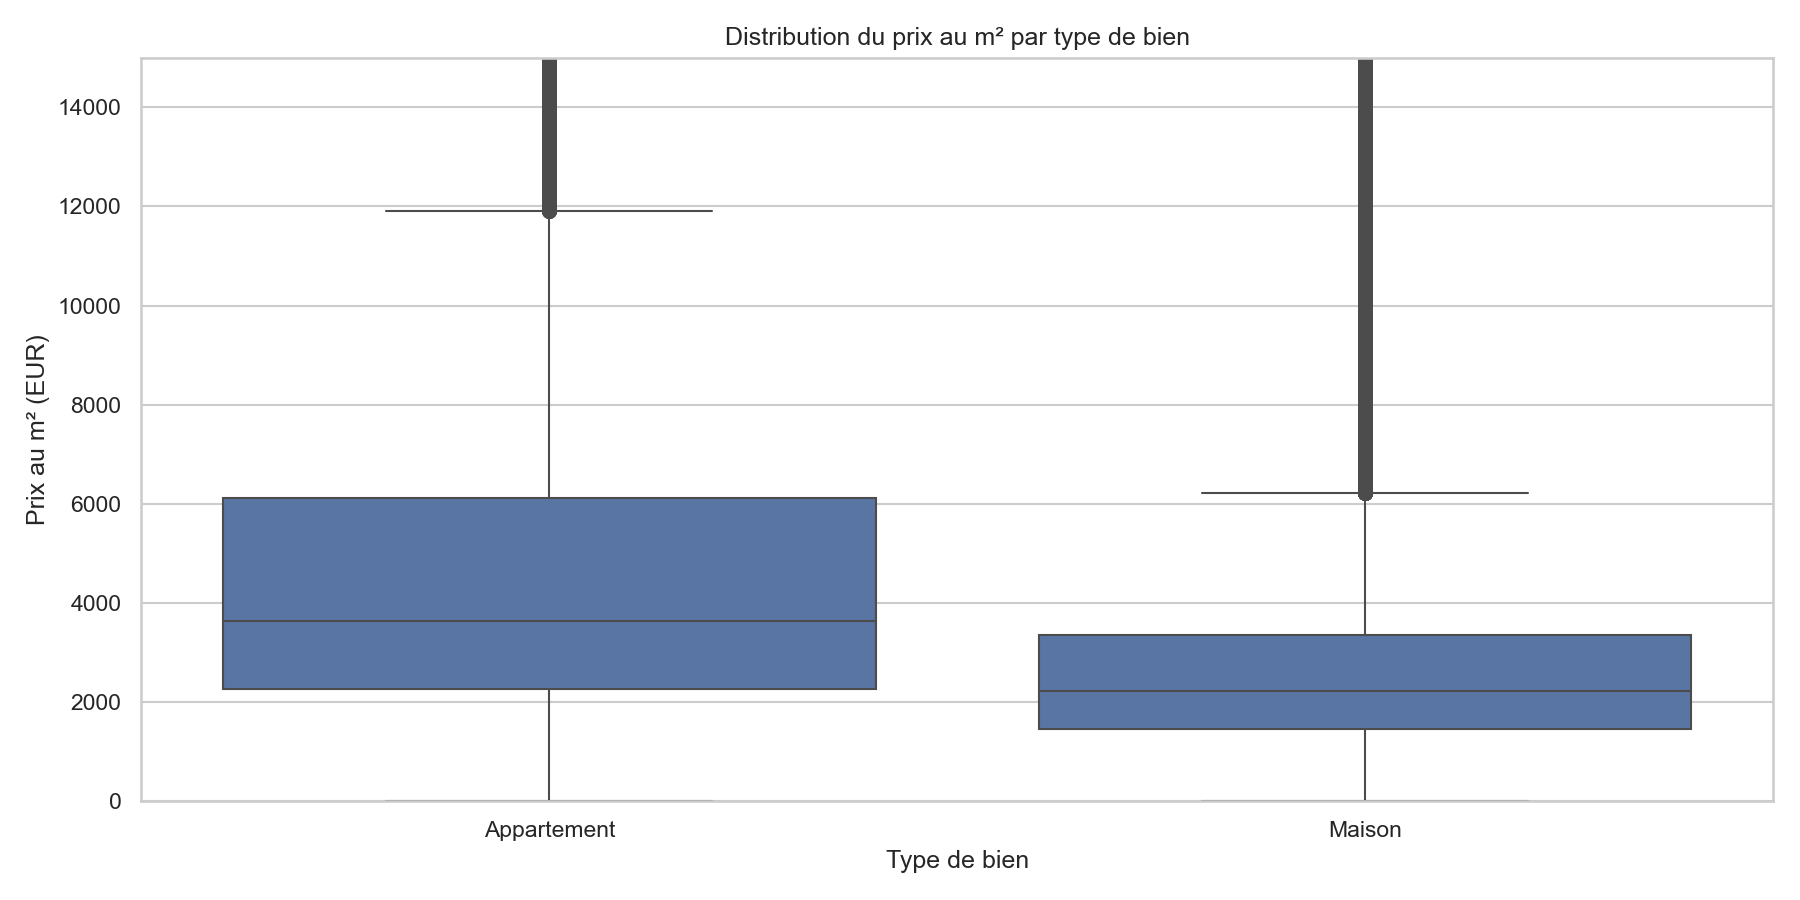 Distribution du prix au m² par type de bien
14000
12000
10000
8000
6000
4000
2000
0
Prix au m² (EUR)
Appartement
Maison
Type de bien